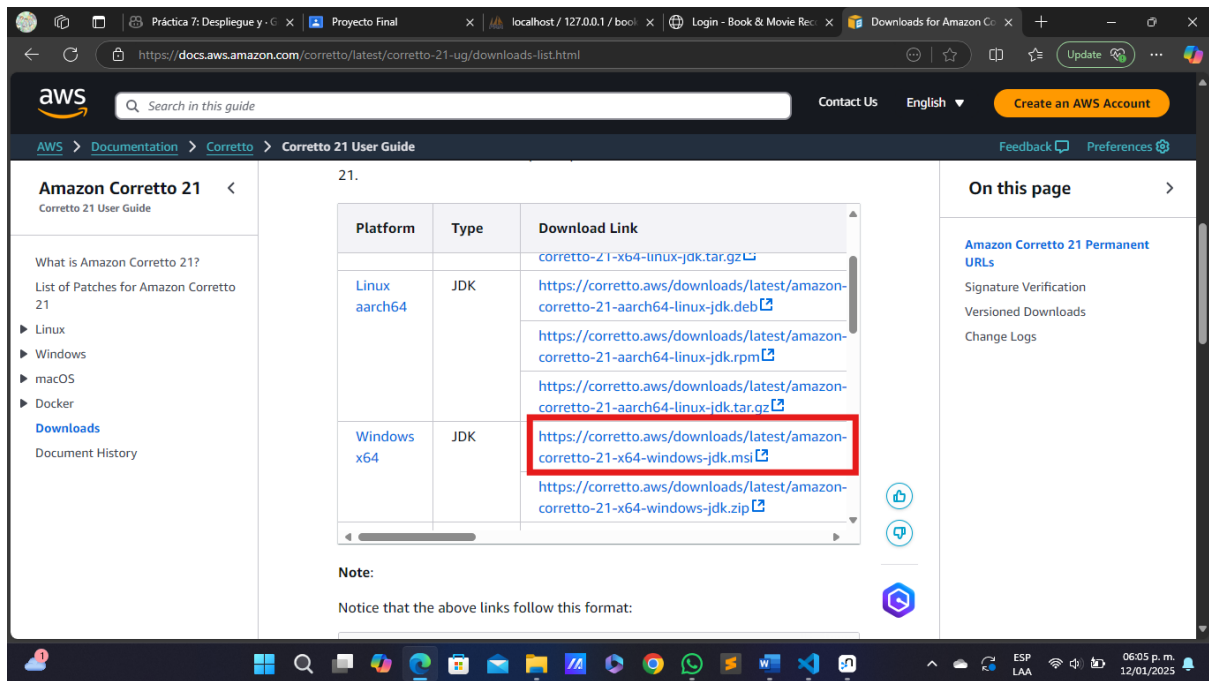 Práctica 7: Despliegue y · G
Proyecto Final
localhost / 127.0.0.1 / book
Login - Book & Movie Rec
Downloads for Amazon Co
https://docs.aws.amazon.com/corretto/latest/corretto-21-ug/downloads-list.html
Update
aws
Search in this guide
Contact Us
English
Create an AWS Account
AWS > Documentation > Corretto > Corretto 21 User Guide
Feedback
Preferences
Amazon Corretto 21
Corretto 21 User Guide
What is Amazon Corretto 21?
List of Patches for Amazon Corretto
21
Linux
Windows
macOS
Docker
Downloads
Document History
21.
Platform Type Download Link
corretto-21-x64-linux-jdk.tar.gz
Linux JDK https://corretto.aws/downloads/latest/amazon-
aarch64 corretto-21-aarch64-linux-jdk.deb
https://corretto.aws/downloads/latest/amazon-
corretto-21-aarch64-linux-jdk.rpm
https://corretto.aws/downloads/latest/amazon-
corretto-21-aarch64-linux-jdk.tar.gz
Windows JDK https://corretto.aws/downloads/latest/amazon-
x64 corretto-21-x64-windows-jdk.msi
https://corretto.aws/downloads/latest/amazon-
corretto-21-x64-windows-jdk.zip
Note:
Notice that the above links follow this format:
On this page
Amazon Corretto 21 Permanent
URLs
Signature Verification
Versioned Downloads
Change Logs
1
ESP
LAA
06:05 p. m.
12/01/2025